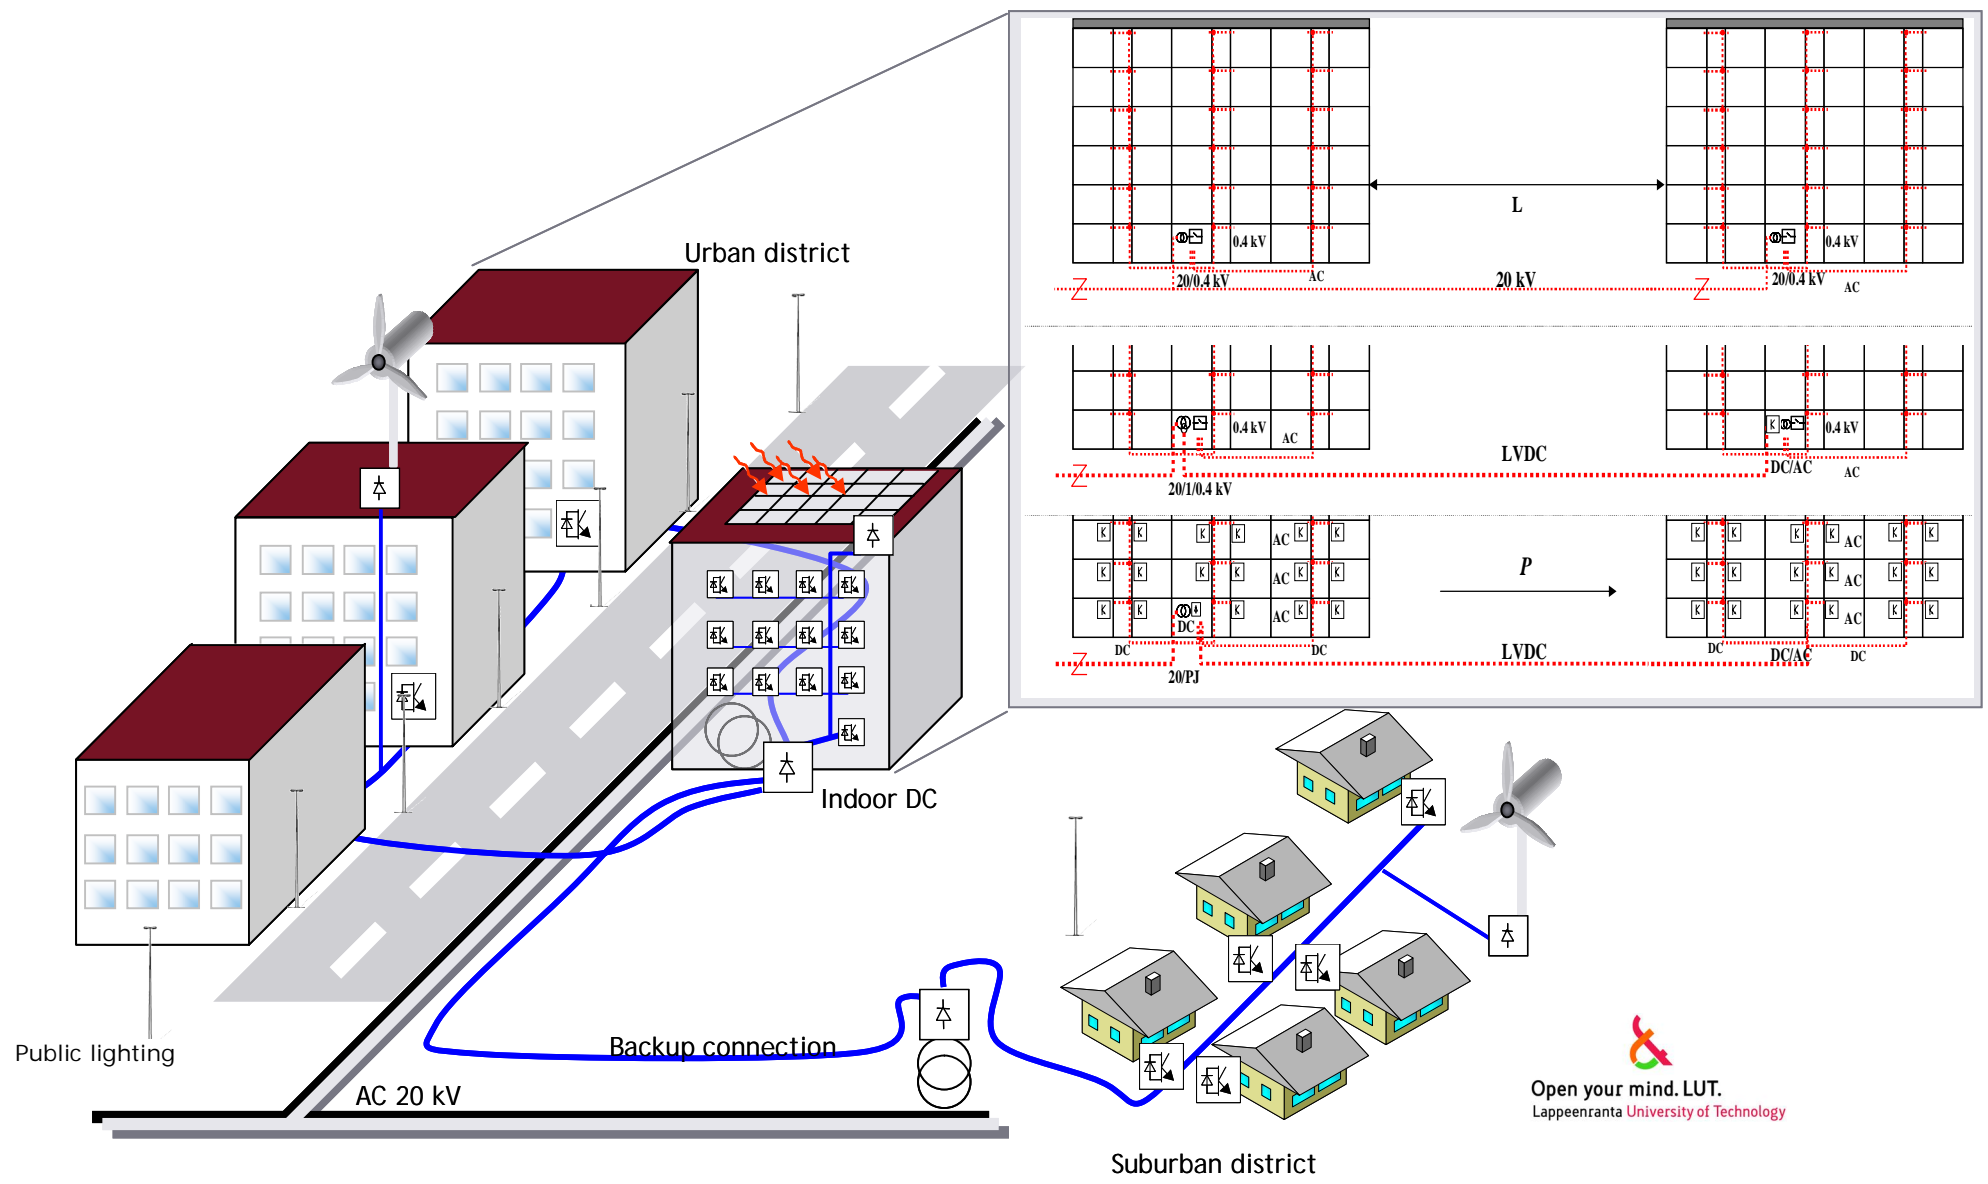 Urban district
L
0.4 kV
0.4 kV
20/0.4 kV
AC
20 kV
20/0.4 kV
AC
0.4 kV
AC
LVDC
0.4 kV
DC/AC
AC
20/1/0.4 kV
K
K K K K AC K K
K K K K AC K K
K K K AC K K
K K K K AC K K
K K K K AC K K
K K K K AC K K
P
DC
DC
DC
LVDC
DC
DC/AC
DC
20/PJ
Indoor DC
Public lighting
Backup connection
AC 20 kV
Suburban district
Open your mind. LUT.
Lappeenranta University of Technology